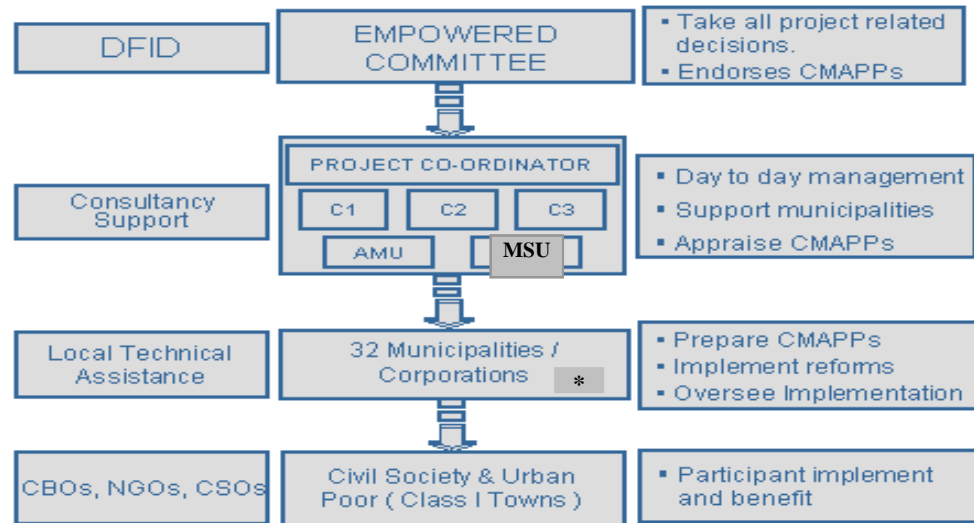 DFID
EMPOWERED
COMMITTEE
▪ Take all project related
decisions.
▪ Endorses CMAPPs
Consultancy
Support
PROJECT CO-ORDINATOR
C1
C2
C3
AMU
MSU
▪ Day to day management
▪ Support municipalities
▪ Appraise CMAPPs
Local Technical
Assistance
32 Municipalities /
Corporations
*
▪ Prepare CMAPPs
▪ Implement reforms
▪ Oversee Implementation
CBOs, NGOs, CSOs
Civil Society & Urban
Poor ( Class I Towns )
▪ Participant implement
and benefit